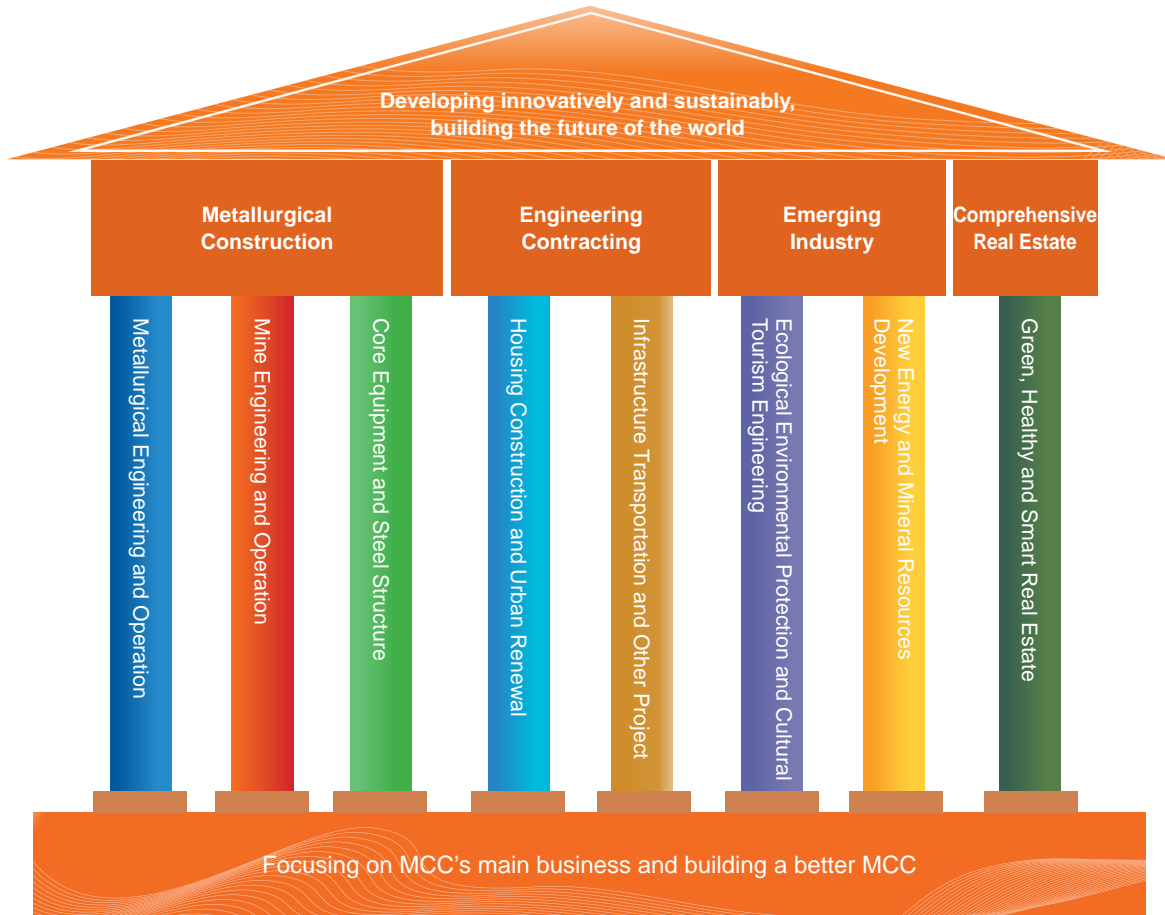 Developing innovatively and sustainably,
building the future of the world
Metallurgical
Construction
Engineering
Contracting
Emerging
Industry
Comprehensive
Real Estate
Metallurgical Engineering and Operation
Mine Engineering and Operation
Core Equipment and Steel Structure
Housing Construction and Urban Renewal
Infrastructure Transportation and Other Project
Ecological Environmental Protection and Cultural
Tourism Engineering
New Energy and Mineral Resources
Development
Green, Healthy and Smart Real Estate
Focusing on MCC’s main business and building a better MCC